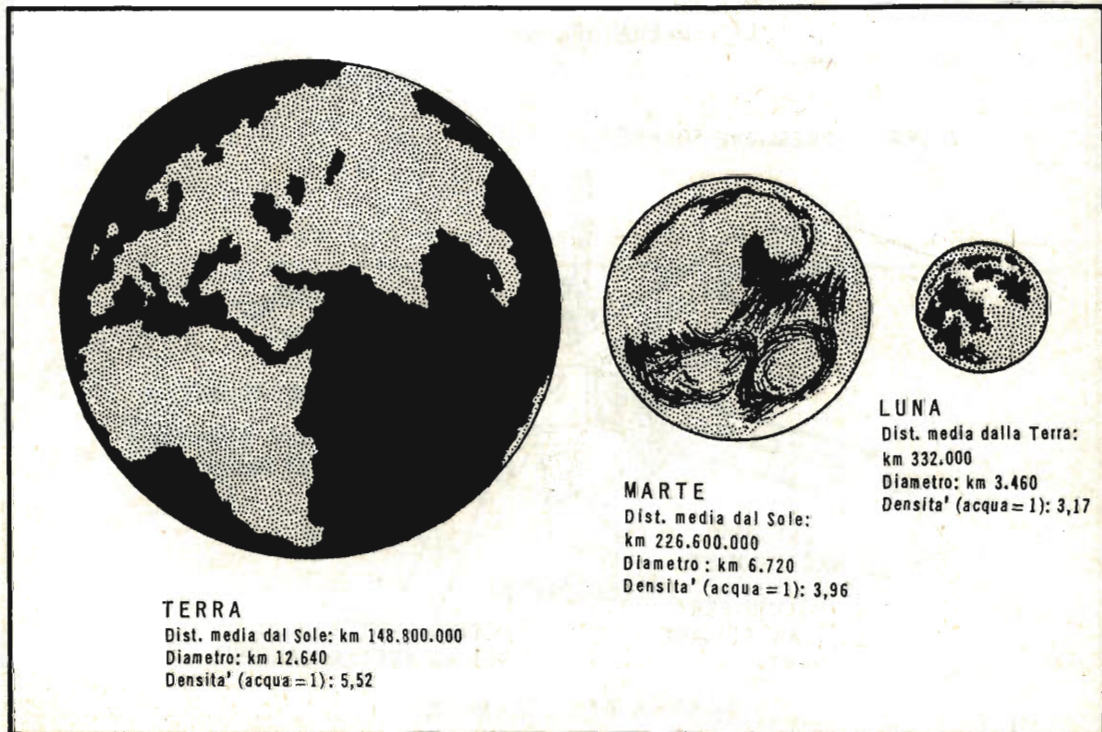 TERRA
Dist. media dal Sole: km 148.800.000
Diametro: km 12.640
Densita' (acqua = 1): 5,52
MARTE
Dist. media dal Sole:
km 226.600.000
Diametro : km 6.720
Densita' (acqua = 1): 3,96
LUNA
Dist. media dalla Terra:
km 332.000
Diametro: km 3.460
Densita' (acqua = 1): 3,17